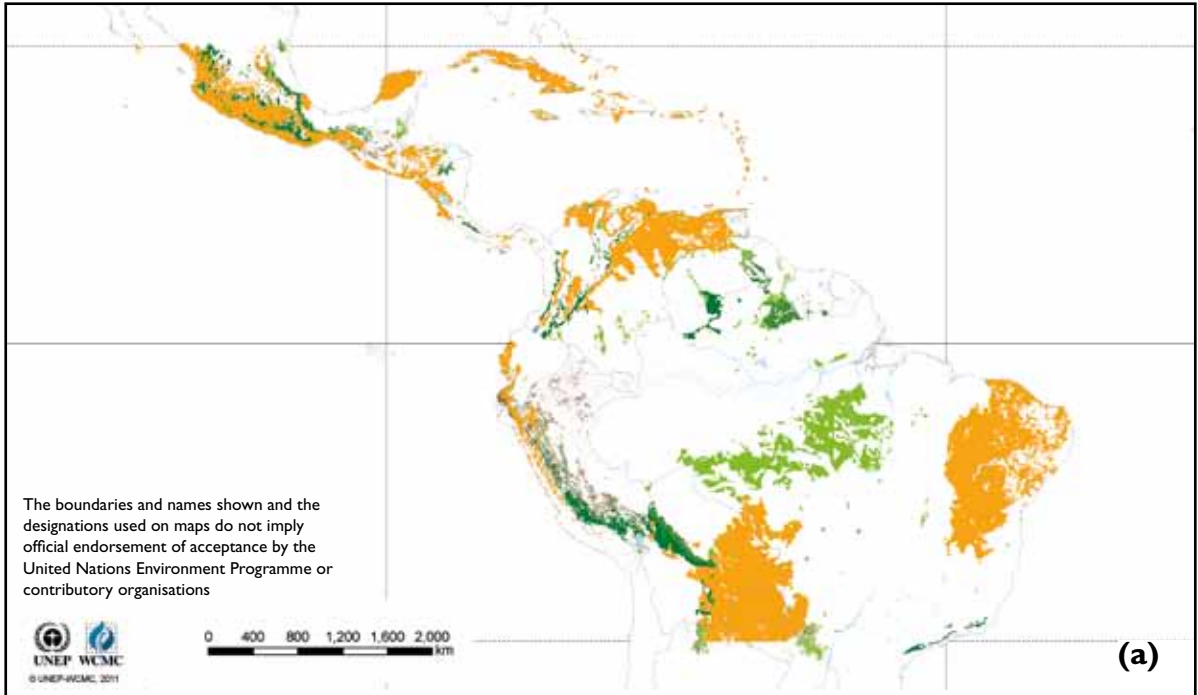 The boundaries and names shown and the
designations used on maps do not imply
official endorsement of acceptance by the
United Nations Environment Programme or
contributory organisations
UNEP WCMC
© UNEP-WCMC, 2011
0 400 800 1,200 1,600 2,000
km
(a)